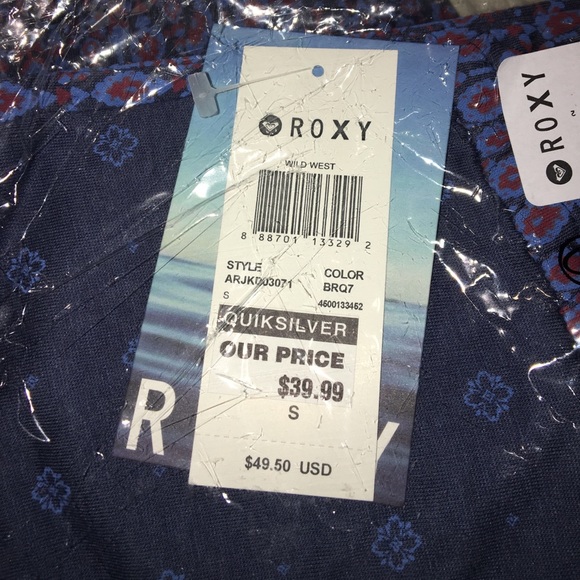 ROXY
WILD WEST
8 88701 13329 2
STYLE COLOR
ARJKD03071 BRQ7
S 4500133452
QUIKSILVER
OUR PRICE
$39.99
S
$49.50 USD
R Y
ROXY